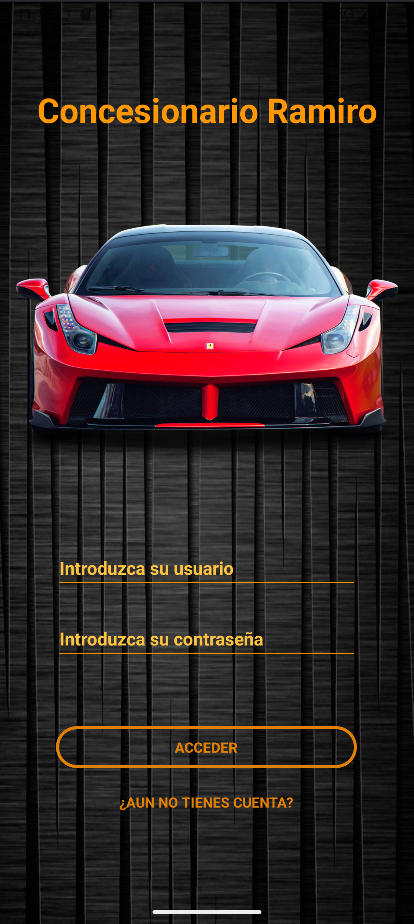 Concesionario Ramiro
Introduzca su usuario
Introduzca su contraseña
ACCEDER
¿AUN NO TIENES CUENTA?